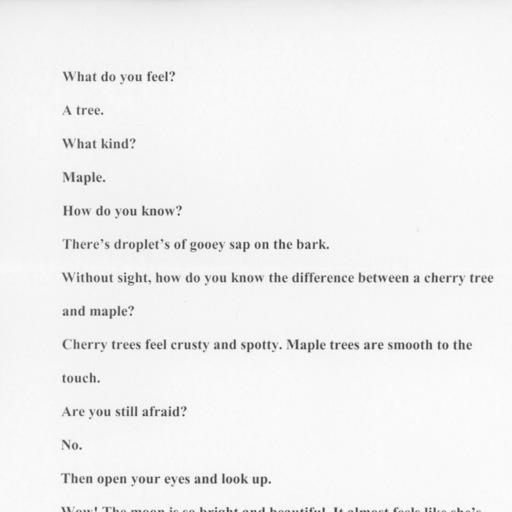 What do you feel?
A tree.
What kind?
Maple.
How do you know?
There's droplet's of gooey sap on the bark.
Without sight, how do you know the difference between a cherry tree
and maple?
Cherry trees feel crusty and spotty. Maple trees are smooth to the
touch.
Are you still afraid?
No.
Then open your eyes and look up.
Wow! The moon is so bright and beautiful. It almost feels like she's